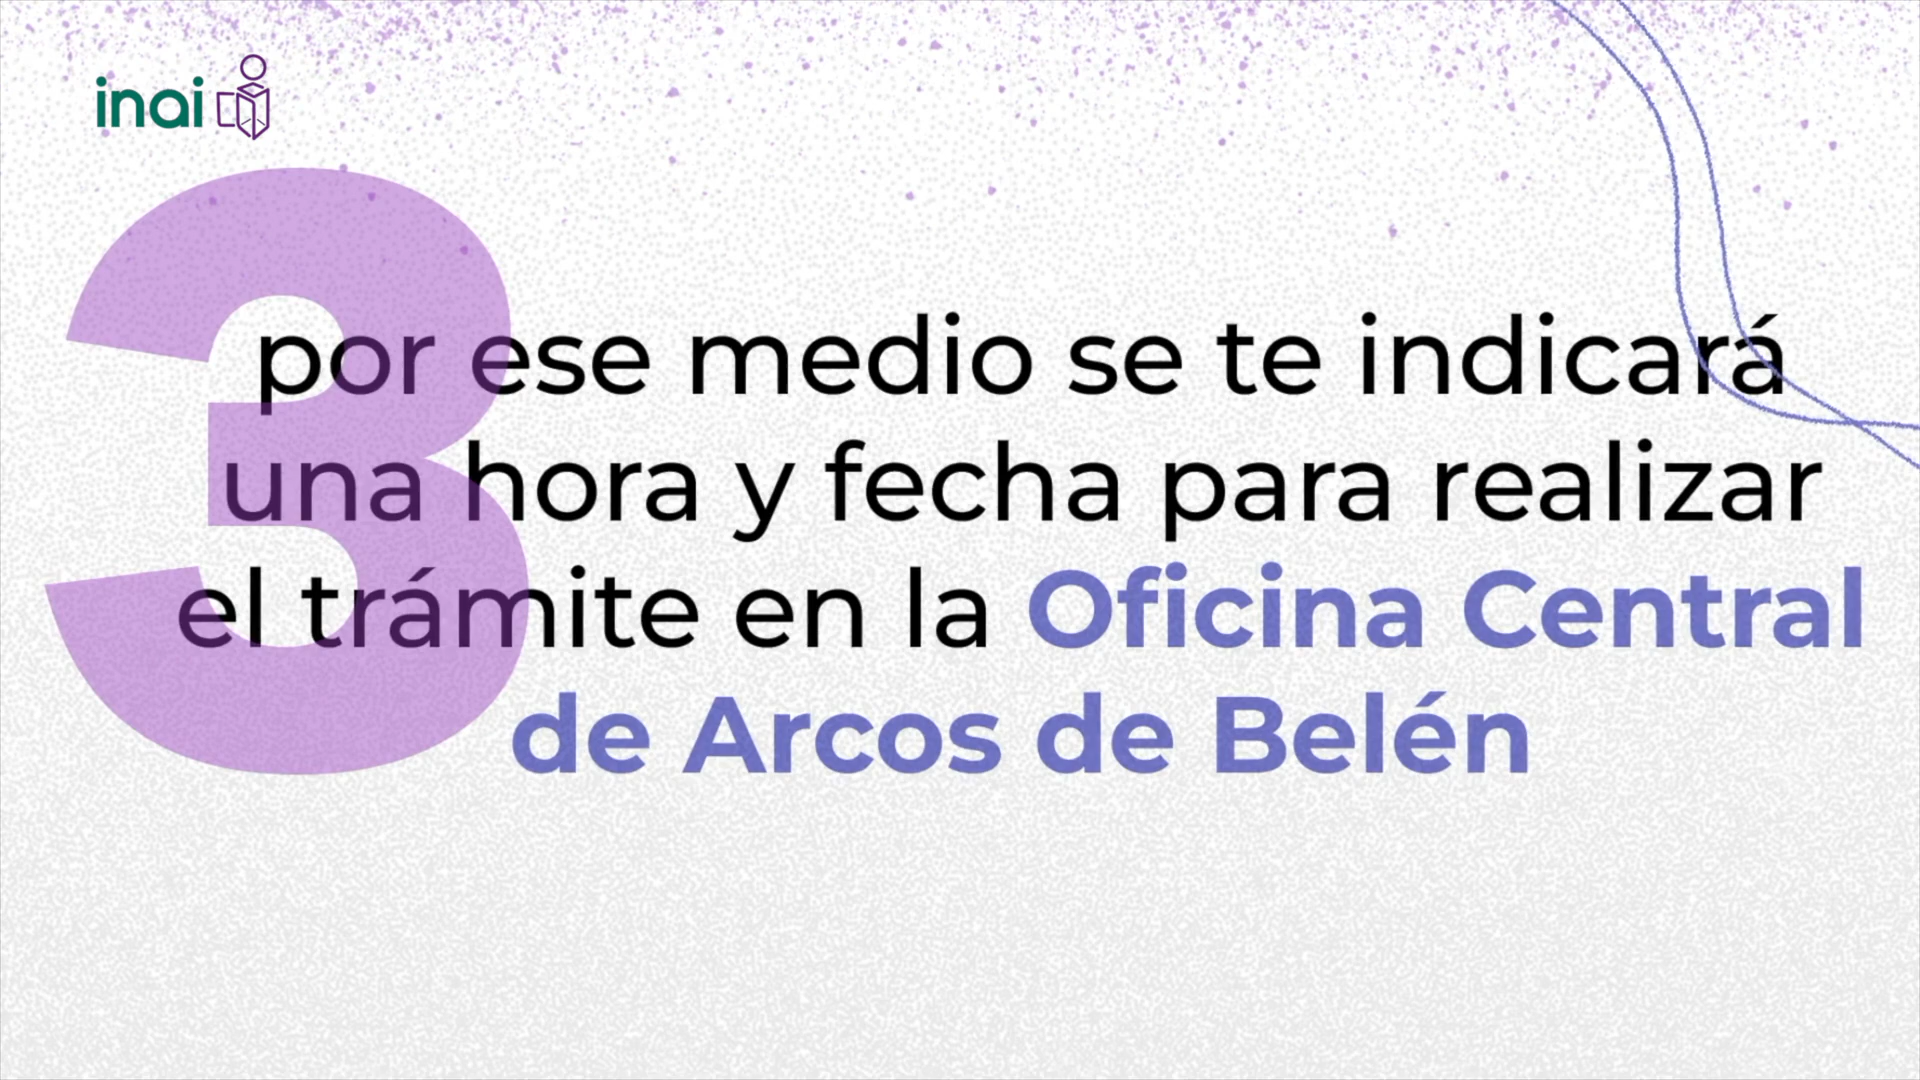 inai
3
por ese medio se te indicará
una hora y fecha para realizar
el trámite en la Oficina Central
de Arcos de Belén